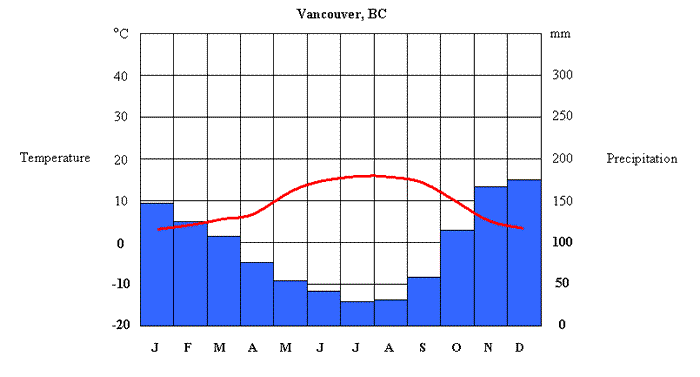 Vancouver, BC
°C mm
40 300
30 250
Temperature 20 200 Precipitation
10 150
0 100
-10 50
-20 0
J F M A M J J A S O N D